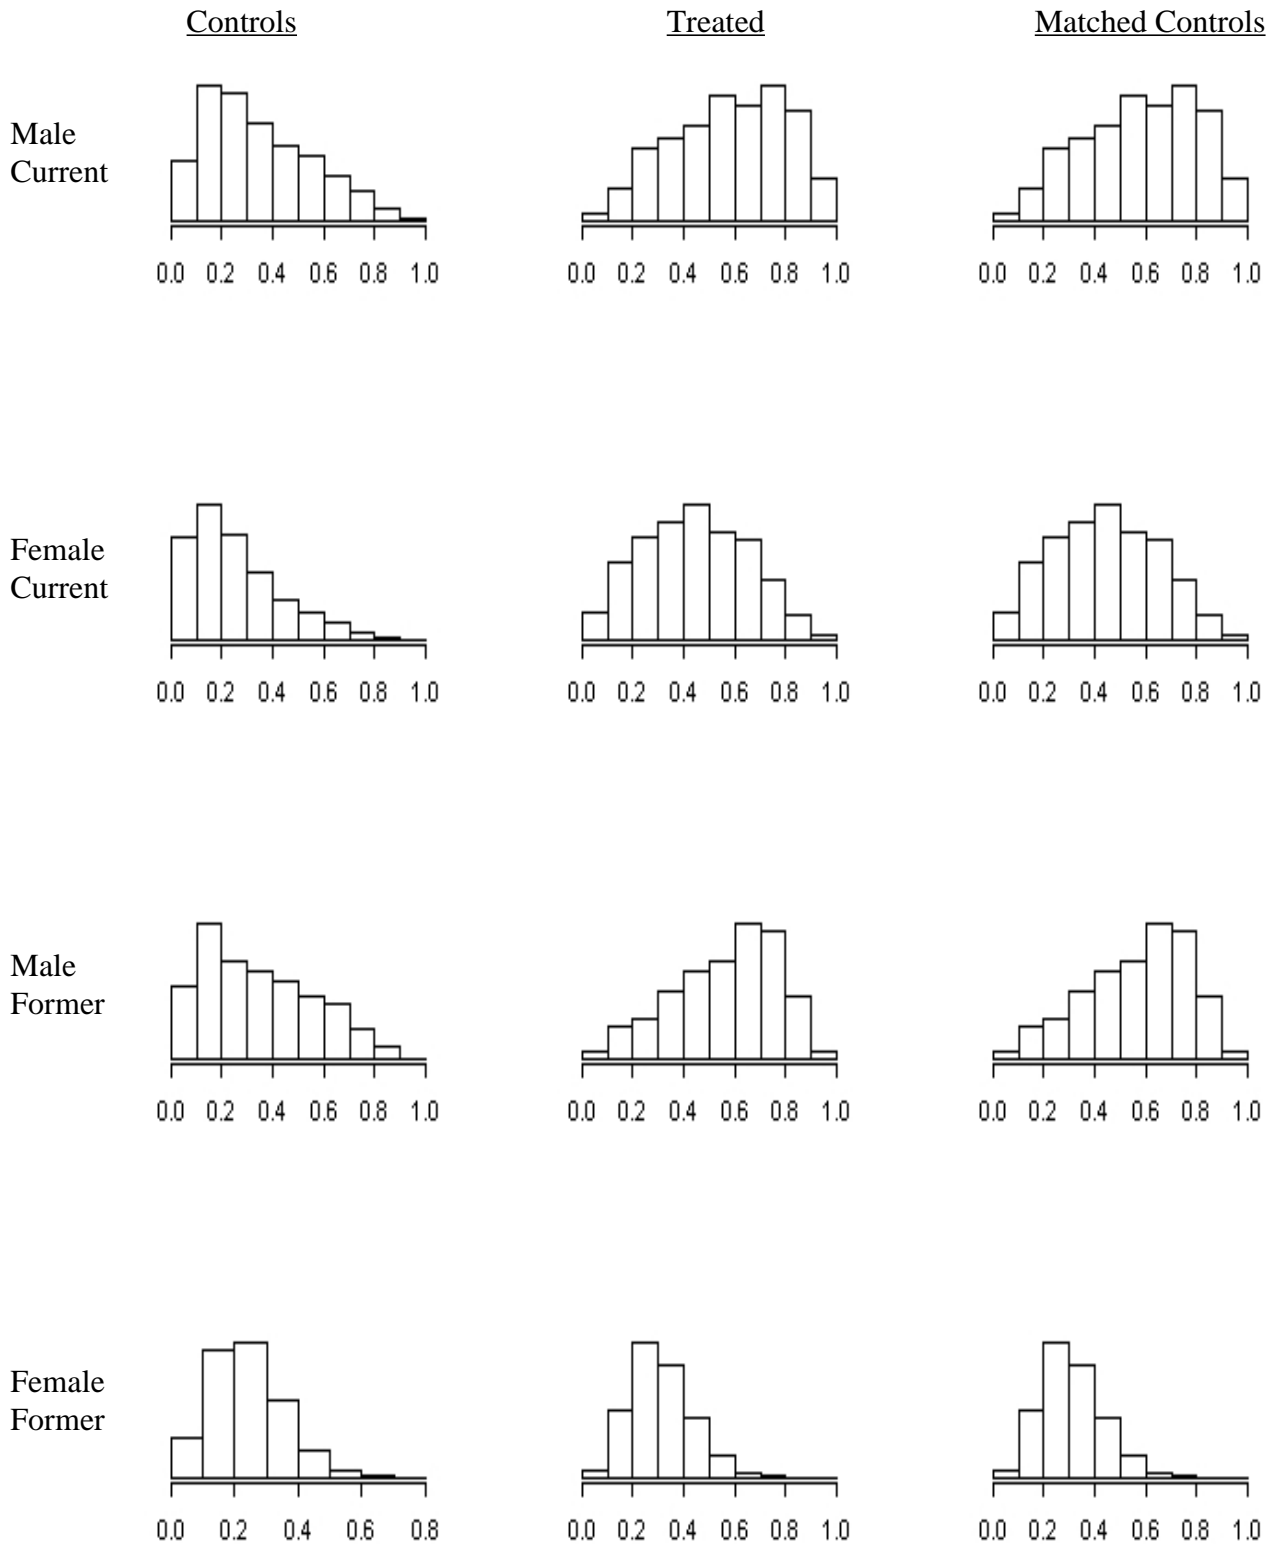 Controls Treated Matched Controls
Male
Current
0.0 0.2 0.4 0.6 0.8 1.0 0.0 0.2 0.4 0.6 0.8 1.0 0.0 0.2 0.4 0.6 0.8 1.0
Female
Current
0.0 0.2 0.4 0.6 0.8 1.0 0.0 0.2 0.4 0.6 0.8 1.0 0.0 0.2 0.4 0.6 0.8 1.0
Male
Former
0.0 0.2 0.4 0.6 0.8 1.0 0.0 0.2 0.4 0.6 0.8 1.0 0.0 0.2 0.4 0.6 0.8 1.0
Female
Former
0.0 0.2 0.4 0.6 0.8 0.0 0.2 0.4 0.6 0.8 1.0 0.0 0.2 0.4 0.6 0.8 1.0